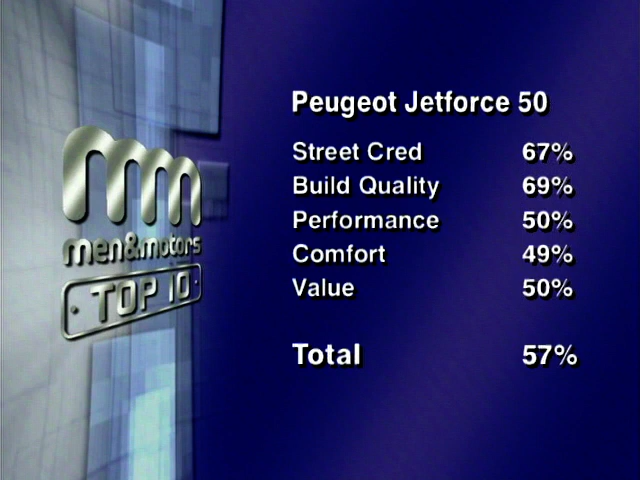 men&motors
TOP 10
Peugeot Jetforce 50
Street Cred 67%
Build Quality 69%
Performance 50%
Comfort 49%
Value 50%
Total 57%